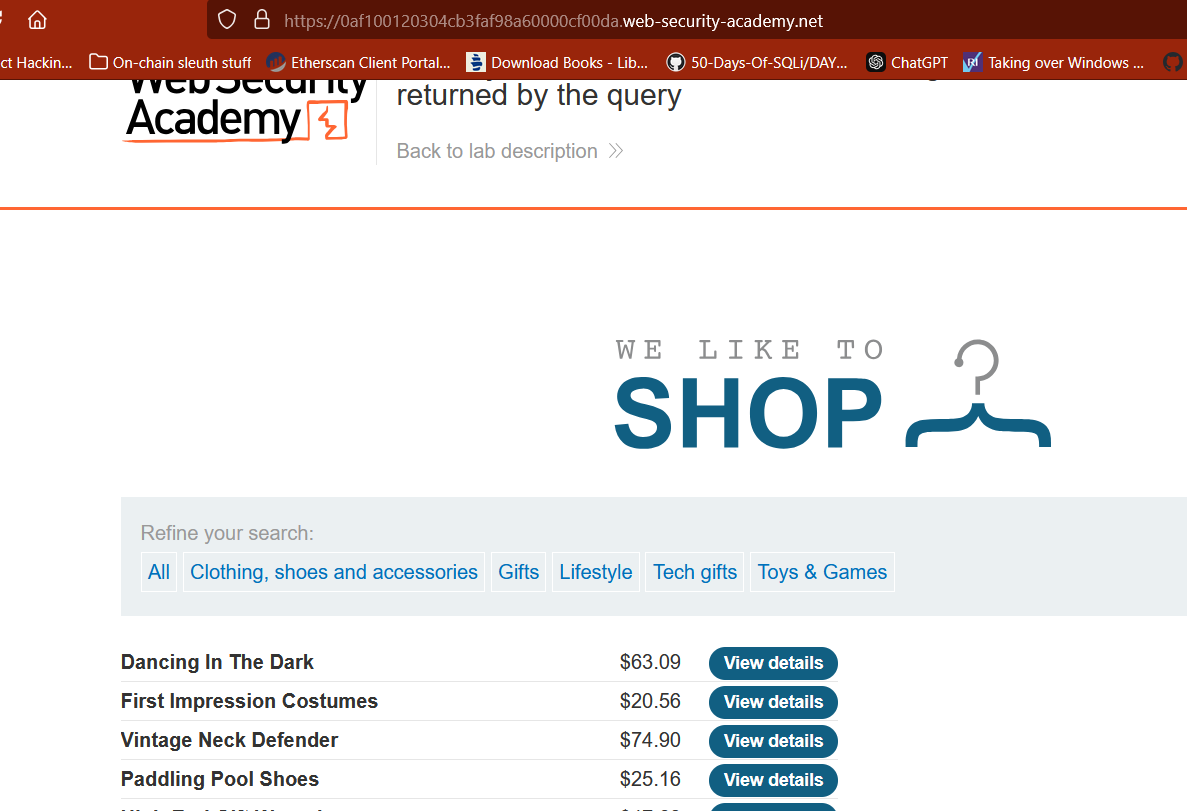 https://0af100120304cb3faf98a60000cf00da.web-security-academy.net
ct Hackin... On-chain sleuth stuff Etherscan Client Portal... Download Books - Lib... 50-Days-Of-SQLi/DAY... ChatGPT Taking over Windows ...
Web Security
Academy
returned by the query
Back to lab description
WE LIKE TO
SHOP
Refine your search:
All Clothing, shoes and accessories Gifts Lifestyle Tech gifts Toys & Games
Dancing In The Dark $63.09 View details
First Impression Costumes $20.56 View details
Vintage Neck Defender $74.90 View details
Paddling Pool Shoes $25.16 View details